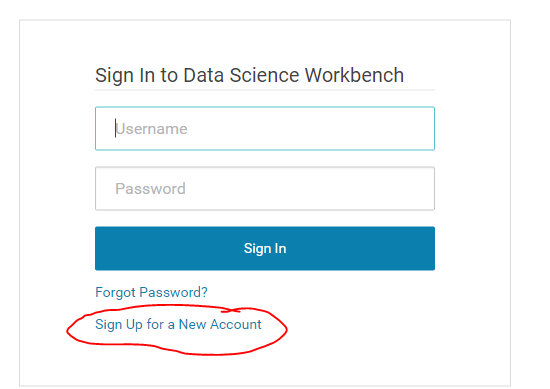 Sign In to Data Science Workbench
Username
Password
Sign In
Forgot Password?
Sign Up for a New Account